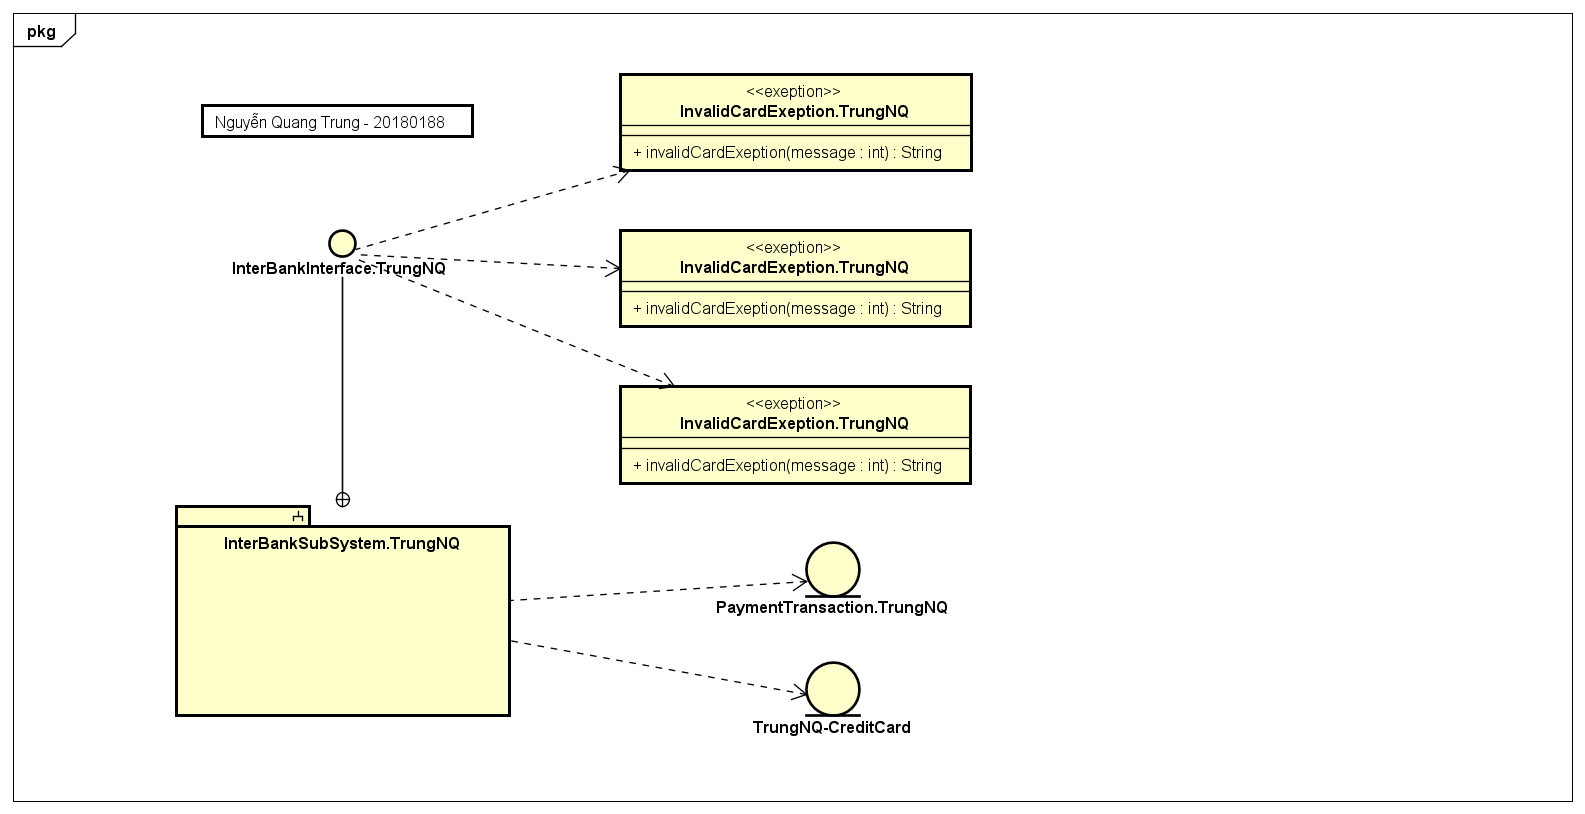 pkg
Nguyễn Quang Trung - 20180188
<<exeption>>
InvalidCardExeption.TrungNQ
+ invalidCardExeption(message : int) : String
InterBankInterface.TrungNQ
<<exeption>>
InvalidCardExeption.TrungNQ
+ invalidCardExeption(message : int) : String
<<exeption>>
InvalidCardExeption.TrungNQ
+ invalidCardExeption(message : int) : String
InterBankSubSystem.TrungNQ
PaymentTransaction.TrungNQ
TrungNQ-CreditCard